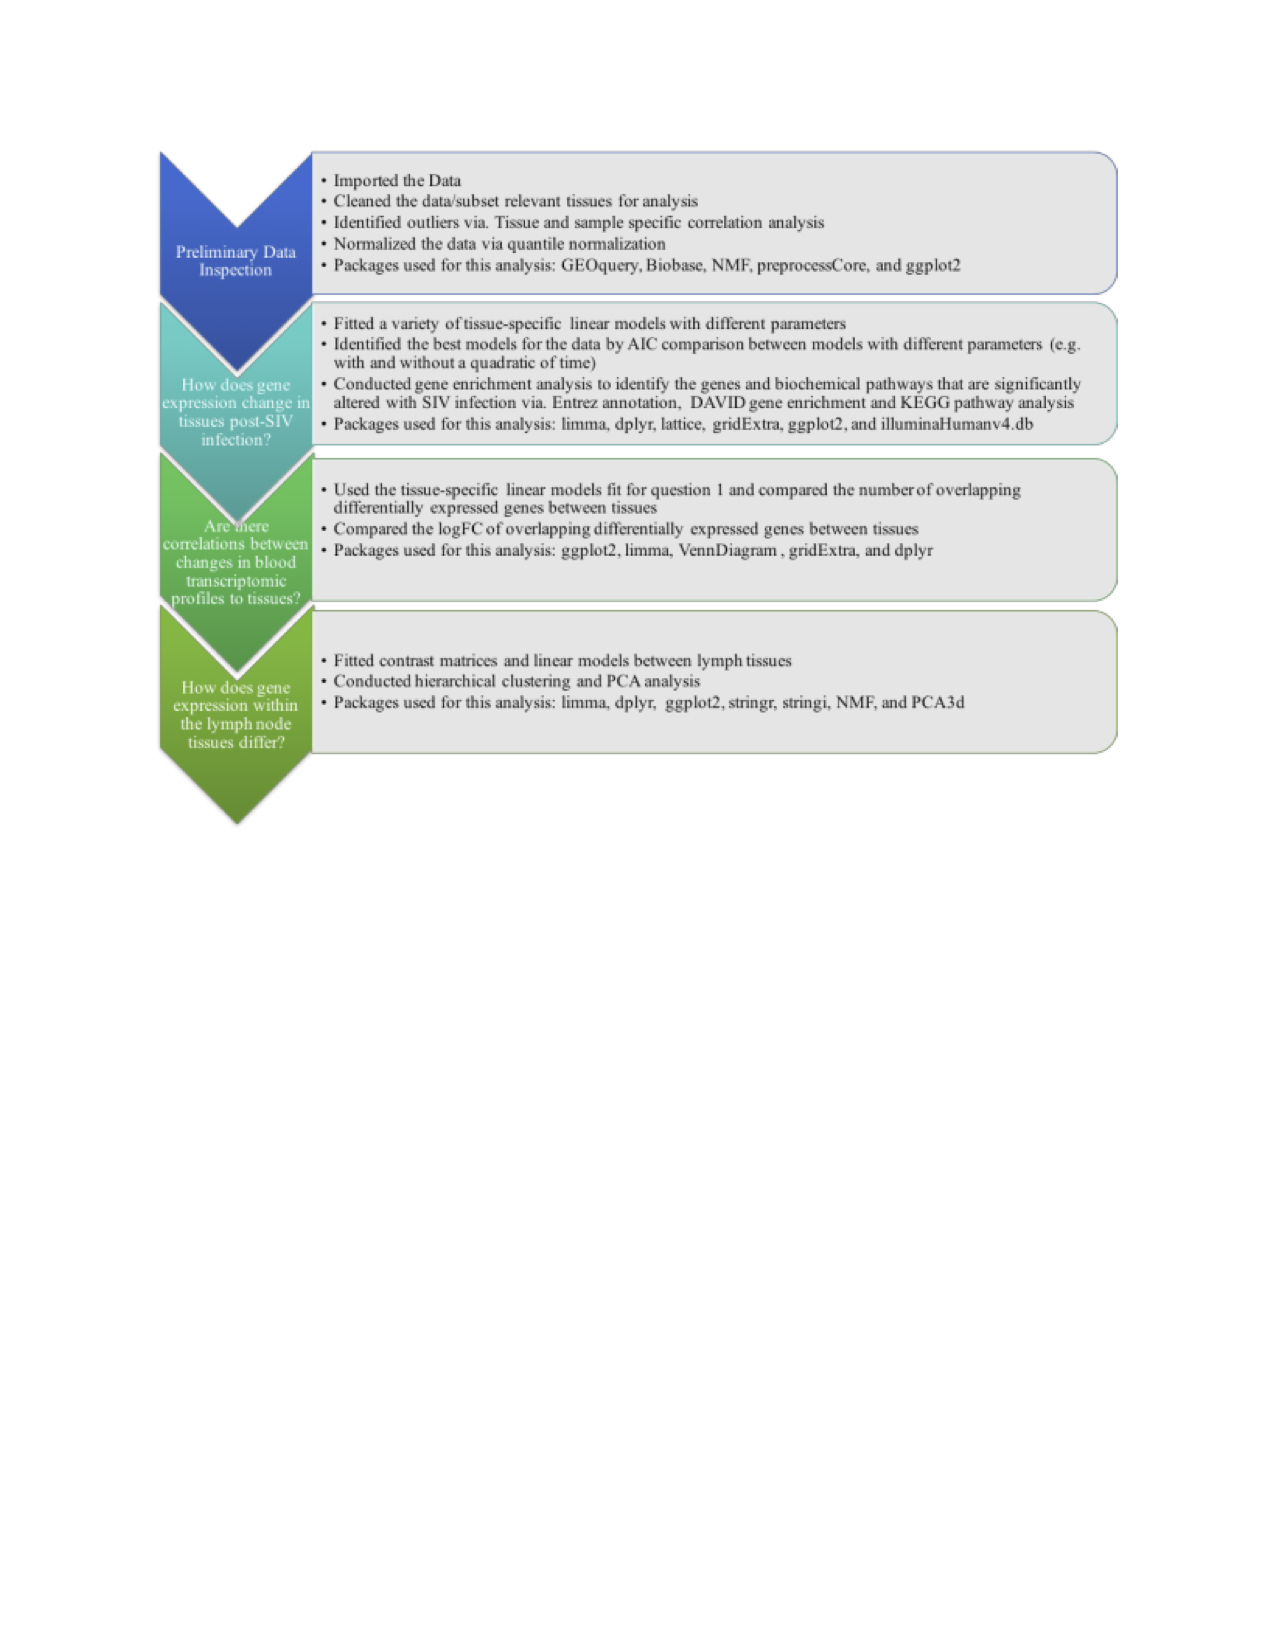 Preliminary Data
Inspection
• Imported the Data
• Cleaned the data/subset relevant tissues for analysis
• Identified outliers via. Tissue and sample specific correlation analysis
• Normalized the data via quantile normalization
• Packages used for this analysis: GEOquery, Biobase, NMF, preprocessCore, and ggplot2
How does gene
expression change in
tissues post-SIV
infection?
• Fitted a variety of tissue-specific linear models with different parameters
• Identified the best models for the data by AIC comparison between models with different parameters (e.g.
with and without a quadratic of time)
• Conducted gene enrichment analysis to identify the genes and biochemical pathways that are significantly
altered with SIV infection via. Entrez annotation, DAVID gene enrichment and KEGG pathway analysis
• Packages used for this analysis: limma, dplyr, lattice, gridExtra, ggplot2, and illuminaHumanv4.db
Are there
correlations between
changes in blood
transcriptomic
profiles to tissues?
• Used the tissue-specific linear models fit for question 1 and compared the number of overlapping
differentially expressed genes between tissues
• Compared the logFC of overlapping differentially expressed genes between tissues
• Packages used for this analysis: ggplot2, limma, VennDiagram , gridExtra, and dplyr
How does gene
expression within
the lymph node
tissues differ?
• Fitted contrast matrices and linear models between lymph tissues
• Conducted hierarchical clustering and PCA analysis
• Packages used for this analysis: limma, dplyr, ggplot2, stringr, stringi, NMF, and PCA3d